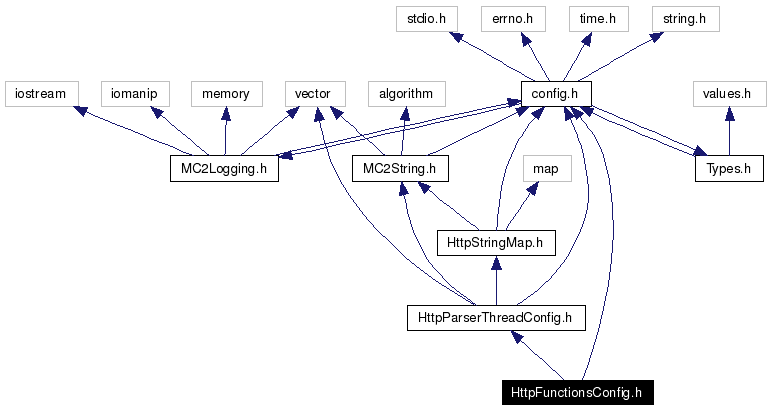 stdio.h
errno.h
time.h
string.h
iostream
iomanip
memory
vector
algorithm
config.h
values.h
MC2Logging.h
MC2String.h
map
Types.h
HttpStringMap.h
HttpParserThreadConfig.h
HttpFunctionsConfig.h